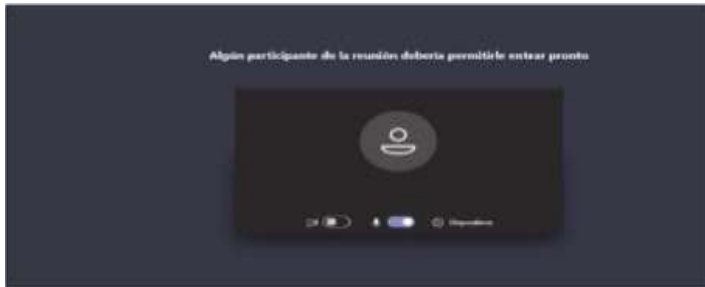 Algún participante de la reunión debería permitirle entrar pronto
Dispositivos